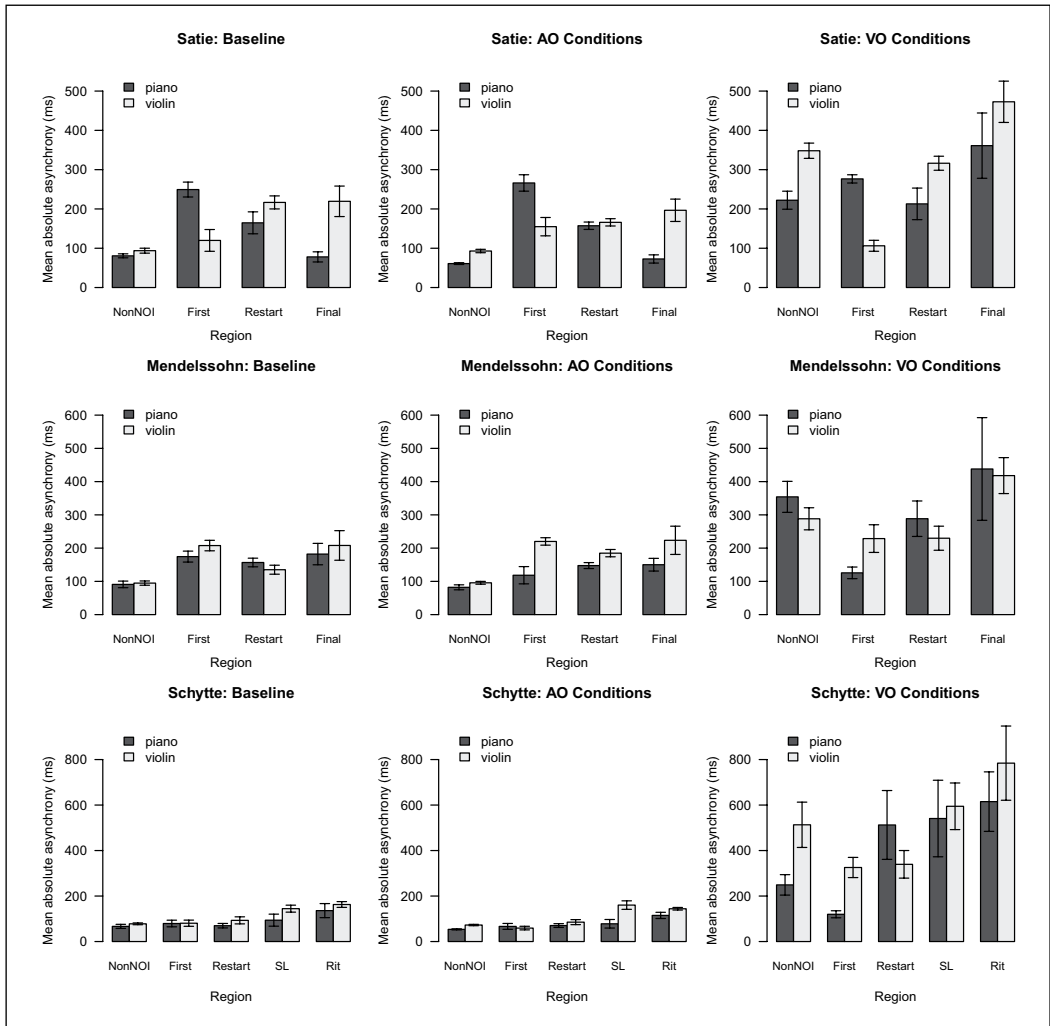 Satie: Baseline
Mean absolute asynchrony (ms)
500
400
300
200
100
0
piano
violin
NonNOI First Restart Final
Region
Satie: AO Conditions
Mean absolute asynchrony (ms)
500
400
300
200
100
0
piano
violin
NonNOI First Restart Final
Region
Satie: VO Conditions
Mean absolute asynchrony (ms)
500
400
300
200
100
0
piano
violin
NonNOI First Restart Final
Region
Mendelssohn: Baseline
Mean absolute asynchrony (ms)
600
500
400
300
200
100
0
piano
violin
NonNOI First Restart Final
Region
Mendelssohn: AO Conditions
Mean absolute asynchrony (ms)
600
500
400
300
200
100
0
piano
violin
NonNOI First Restart Final
Region
Mendelssohn: VO Conditions
Mean absolute asynchrony (ms)
600
500
400
300
200
100
0
piano
violin
NonNOI First Restart Final
Region
Schytte: Baseline
Mean absolute asynchrony (ms)
800
600
400
200
0
piano
violin
NonNOI First Restart SL Rit
Region
Schytte: AO Conditions
Mean absolute asynchrony (ms)
800
600
400
200
0
piano
violin
NonNOI First Restart SL Rit
Region
Schytte: VO Conditions
Mean absolute asynchrony (ms)
800
600
400
200
0
piano
violin
NonNOI First Restart SL Rit
Region